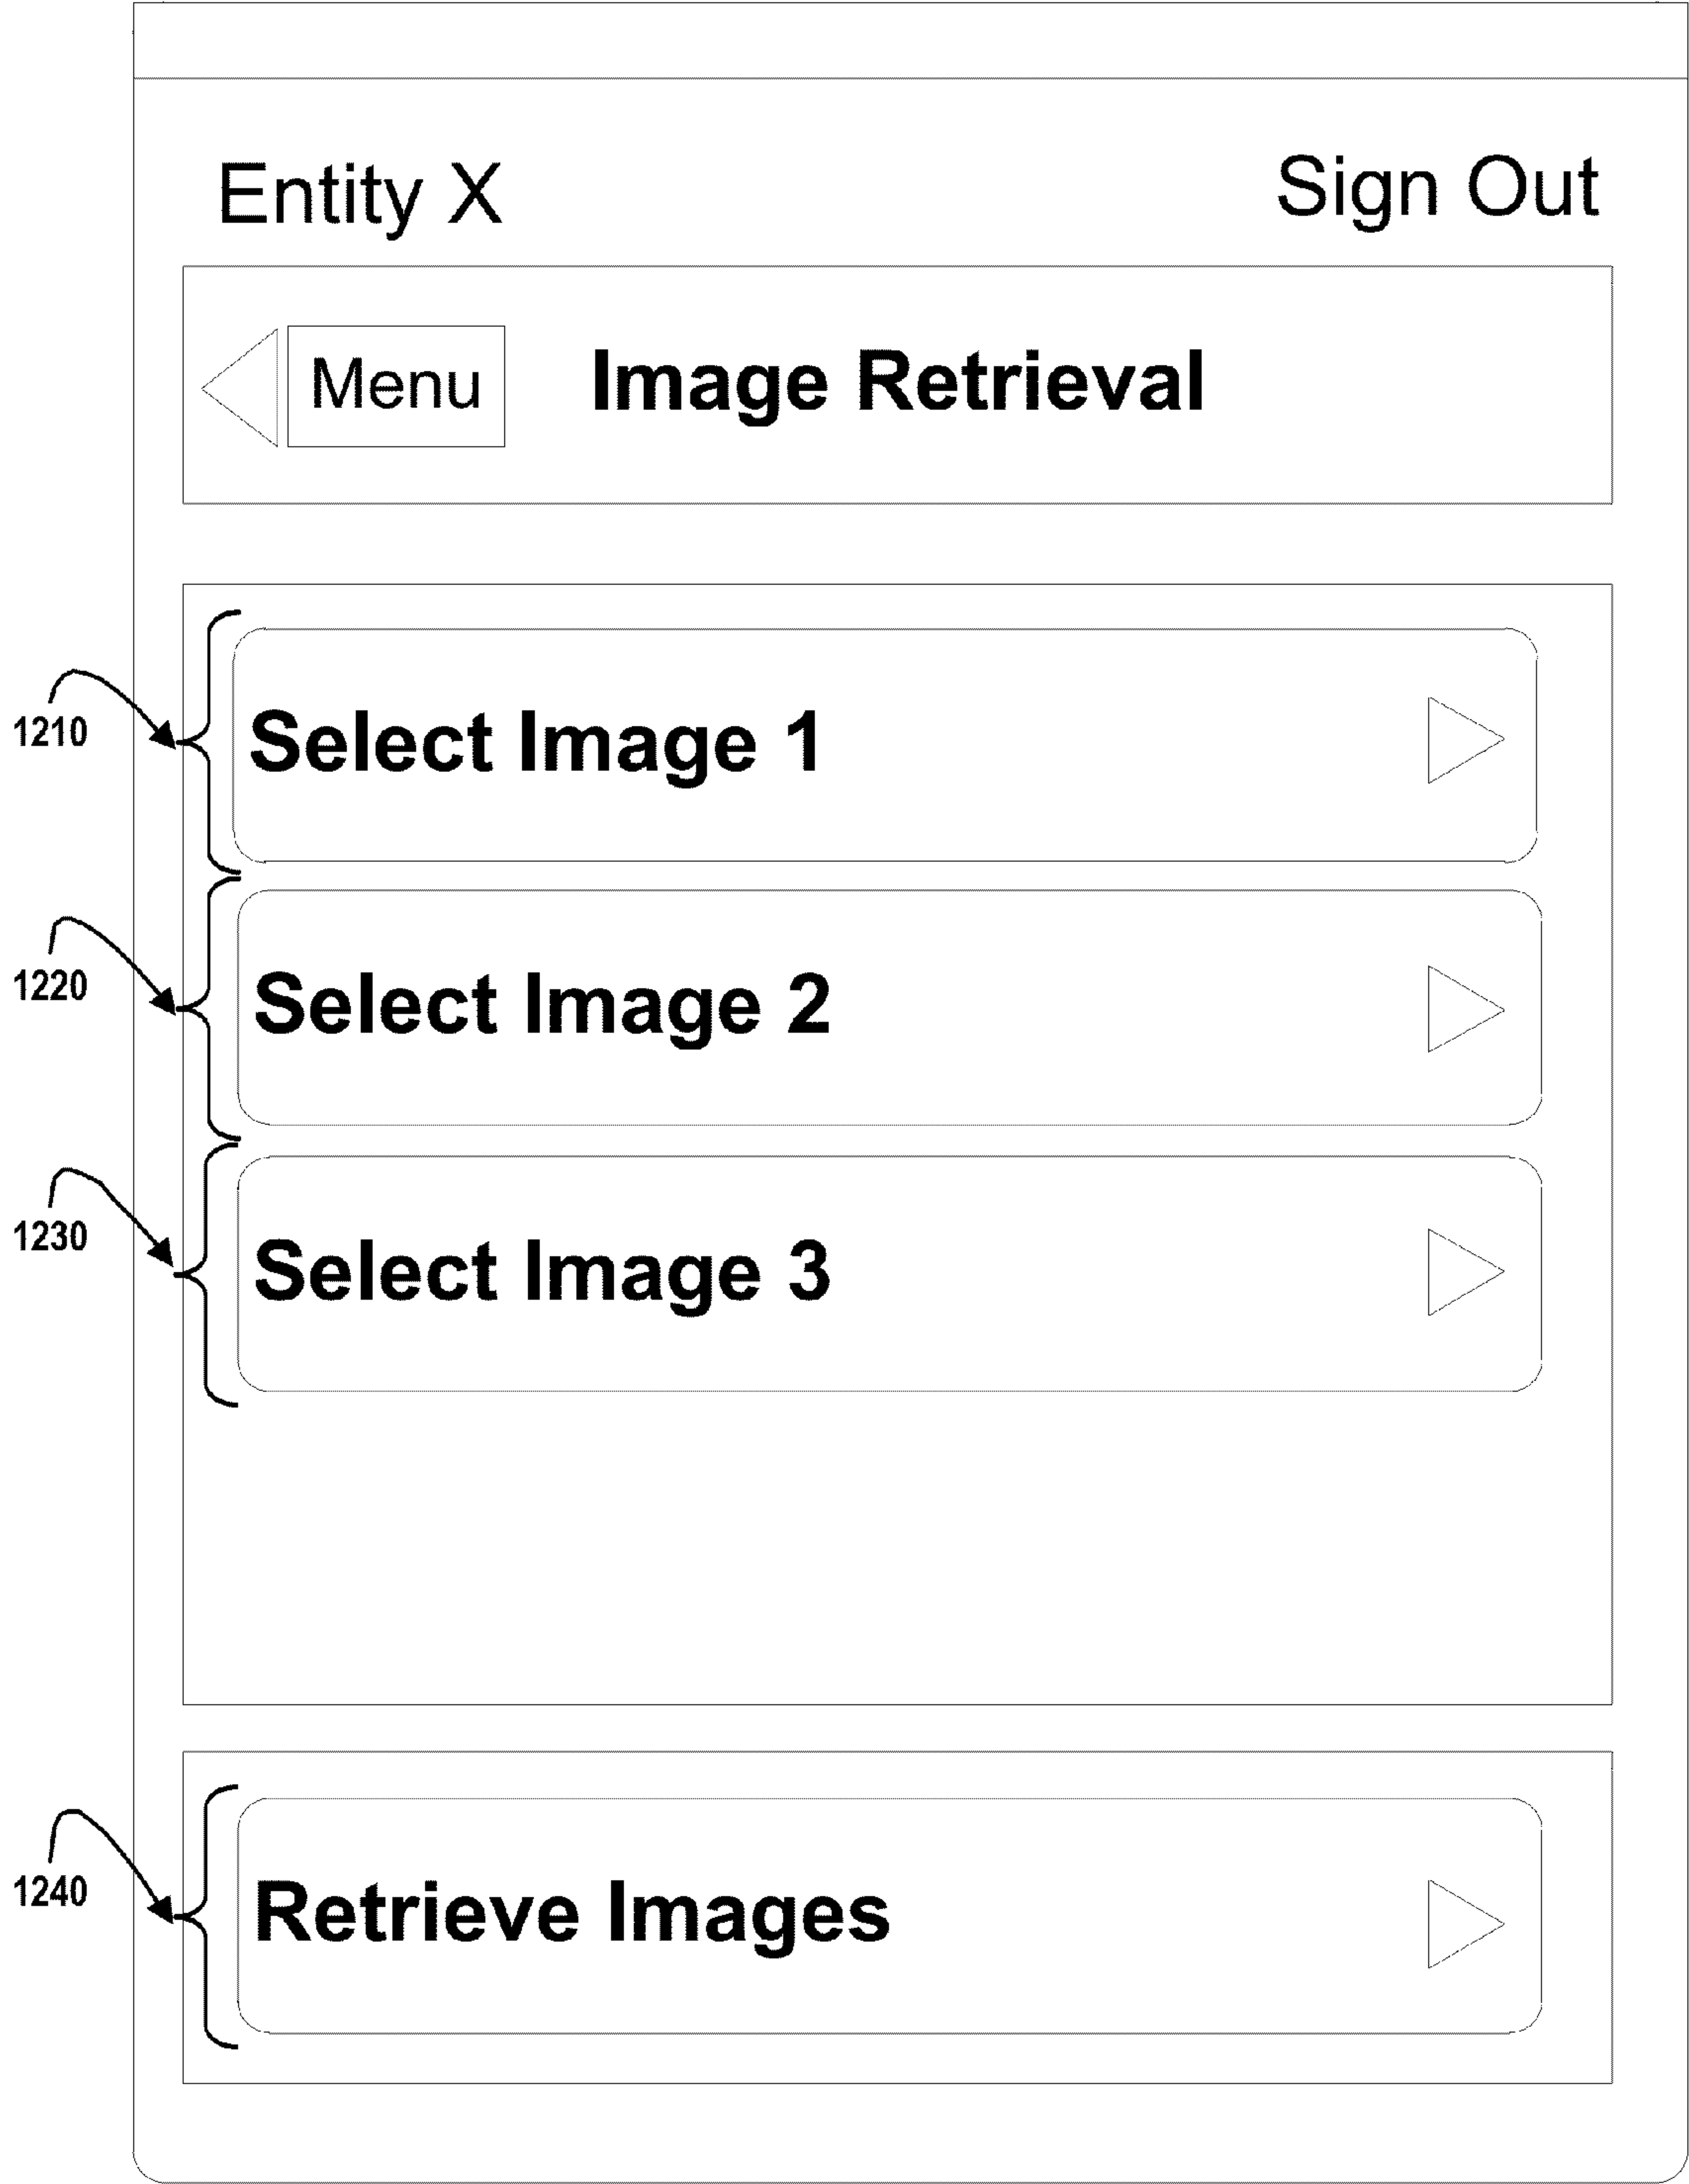 Entity X Sign Out
Menu Image Retrieval
1210 Select Image 1
1220 Select Image 2
1230 Select Image 3
1240 Retrieve Images